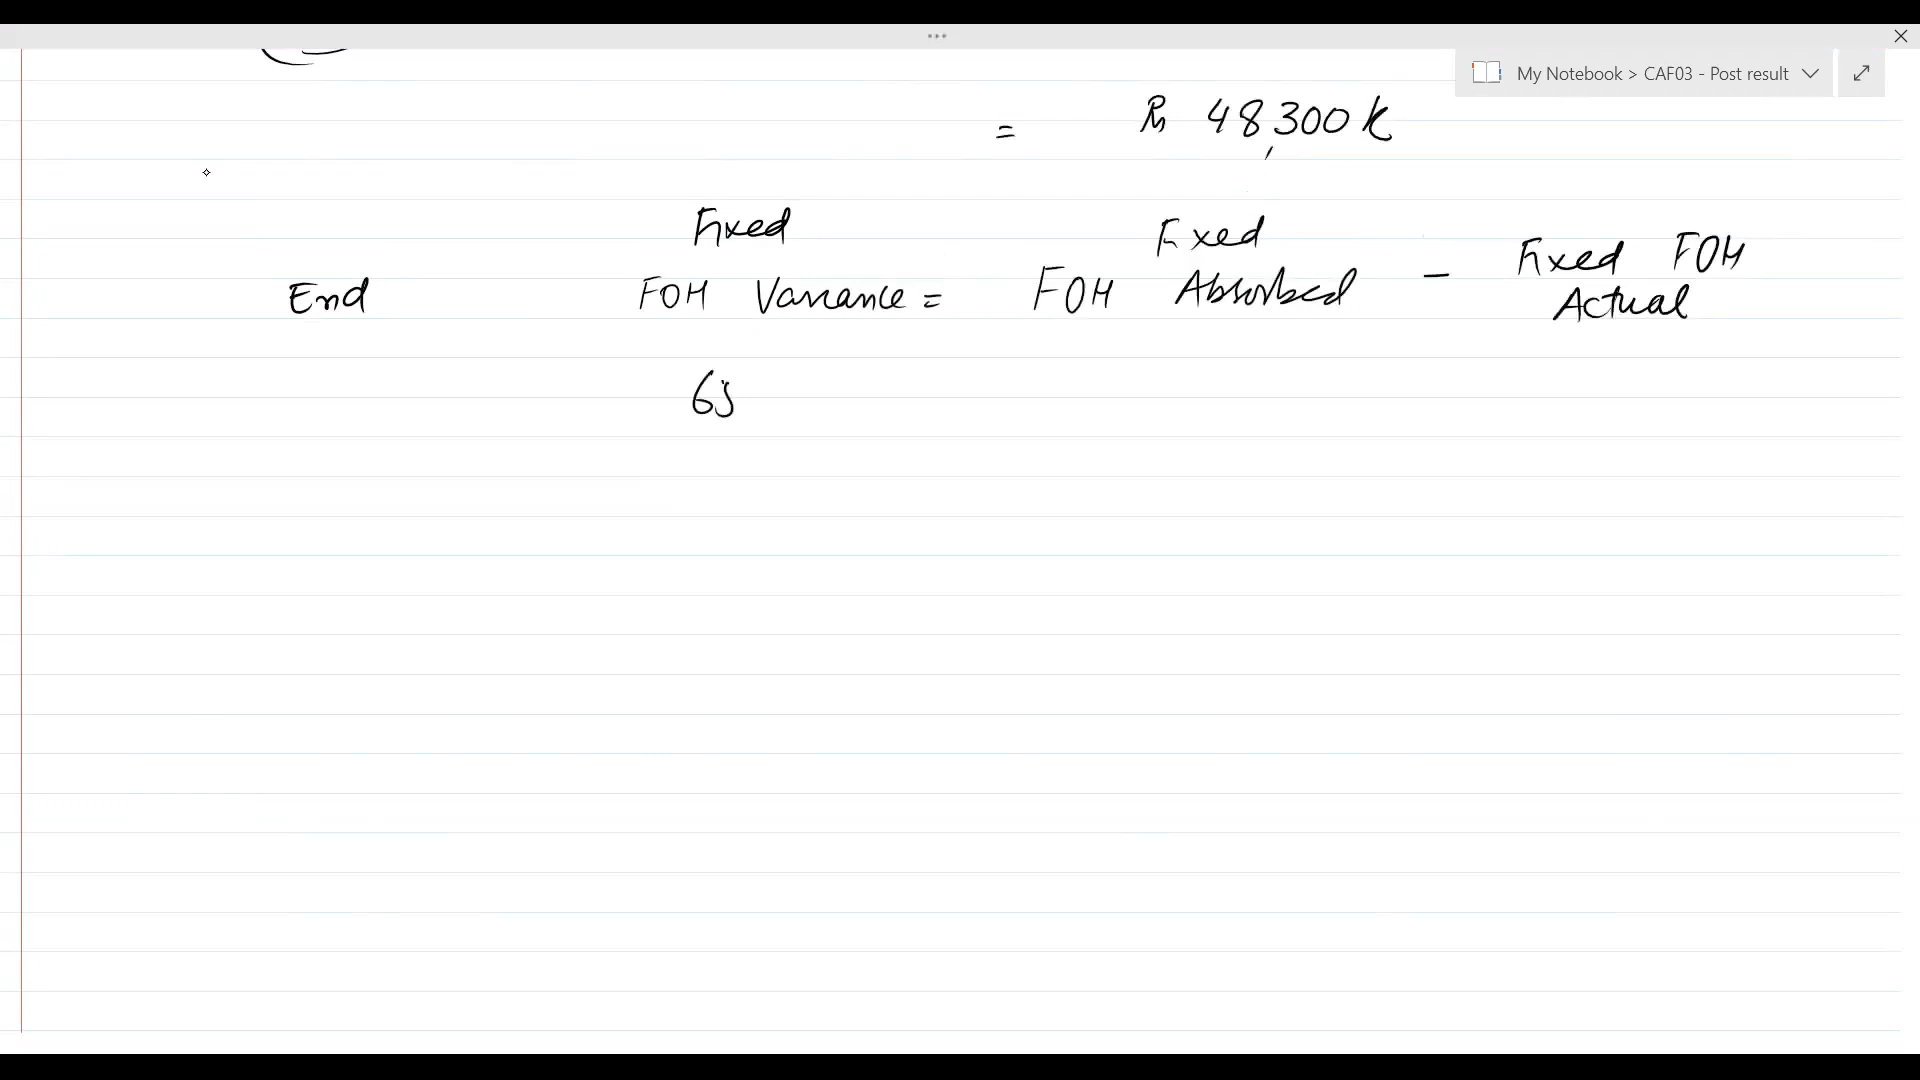 My Notebook > CAF03 - Post result
= Rs 48,300 K
Fixed Fixed Fixed FOH
End FOH Variance = FOH Absorbed - Actual
65